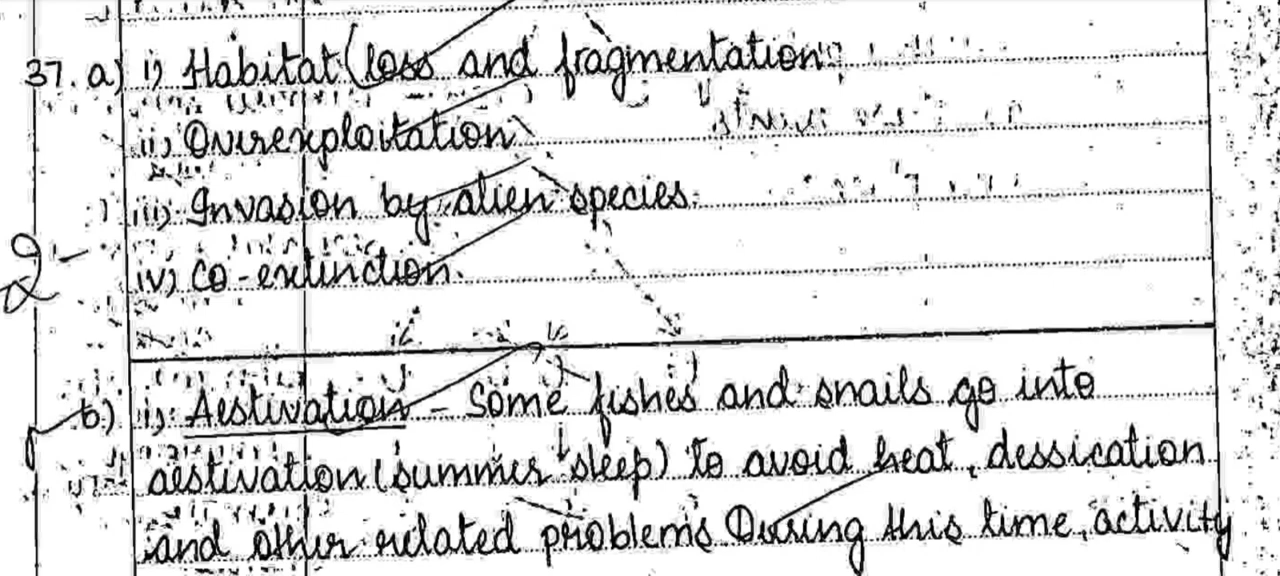 37. a) i) Habitat (loss and fragmentation.
ii) Overexploitation
iii) Invasion by alien species.
2
iv) Co-extinction.
b) i) Aestivation - Some fishes and snails go into
aestivation (summer sleep) to avoid heat, dessication
and other related problems During this time, activity